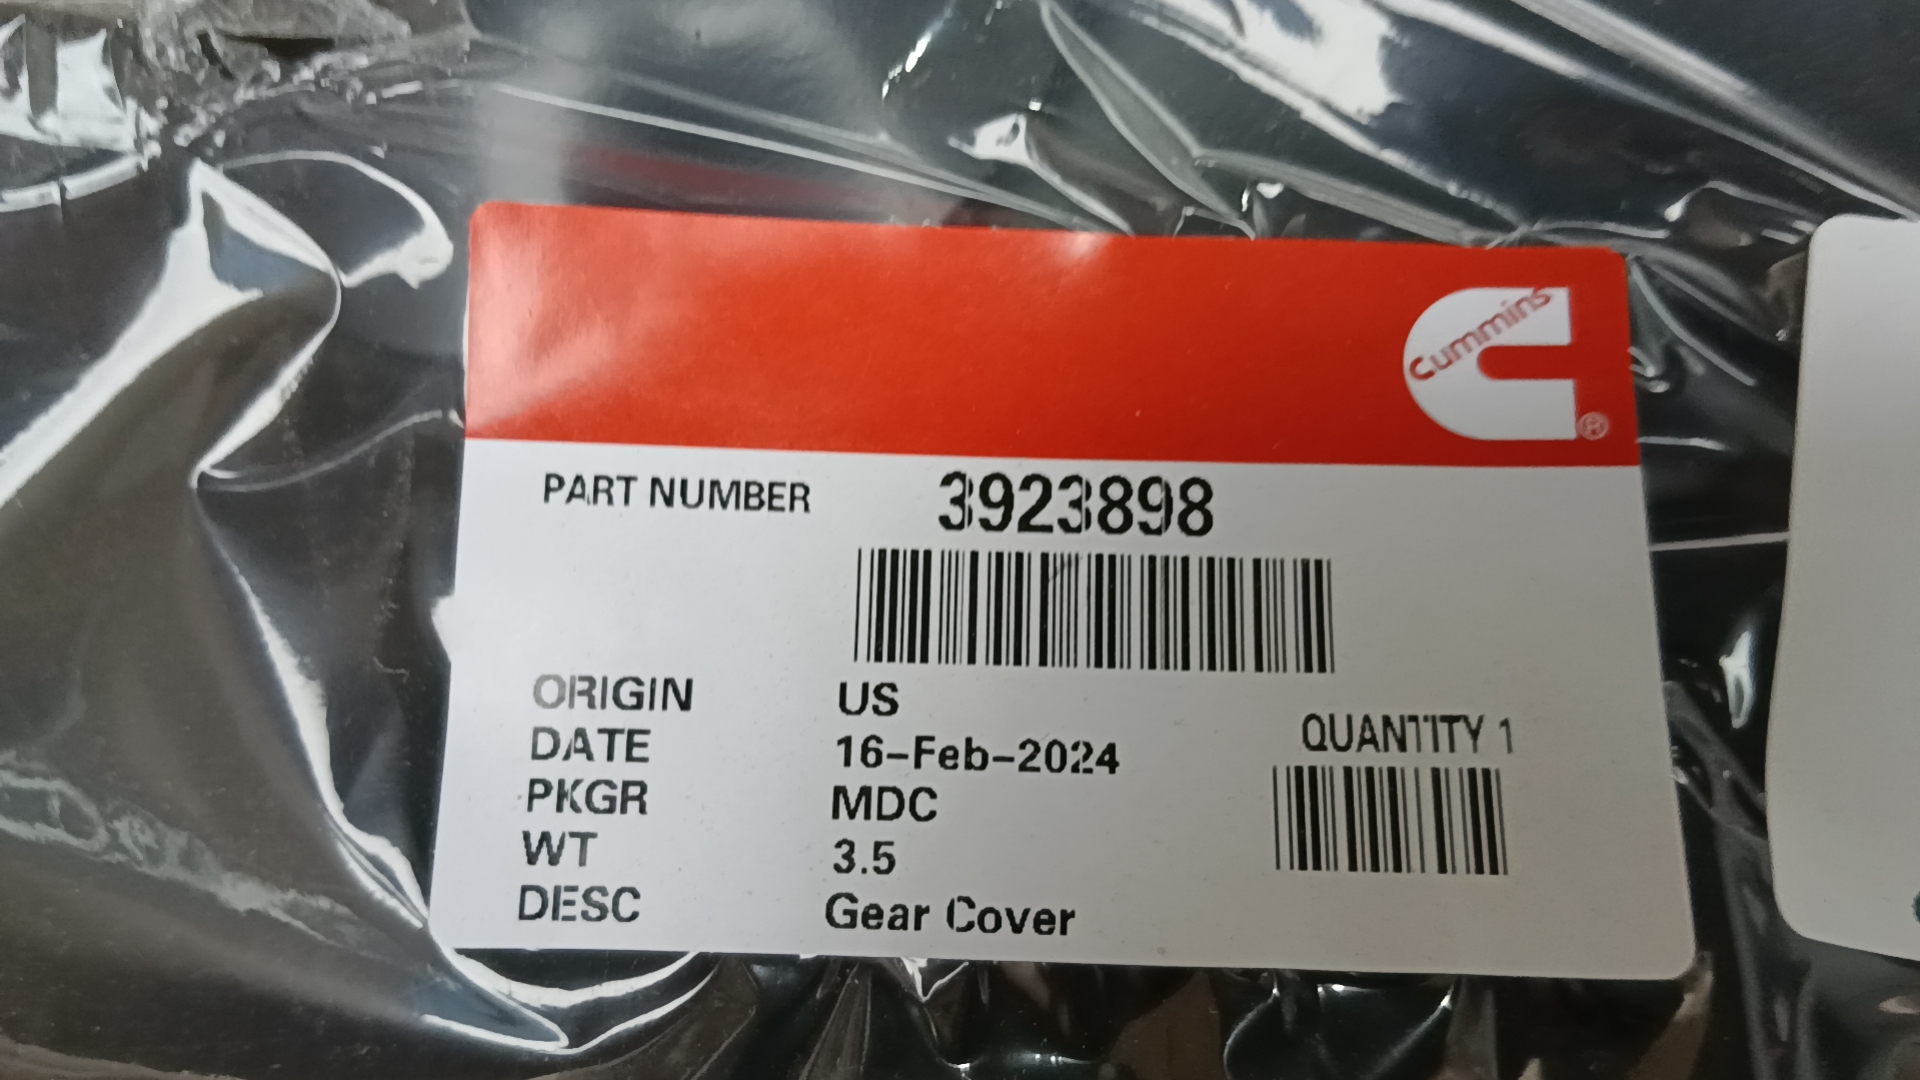 Cummins
®
PART NUMBER 3923898
ORIGIN US
DATE 16-Feb-2024
QUANTITY 1
PKGR MDC
WT 3.5
DESC Gear Cover